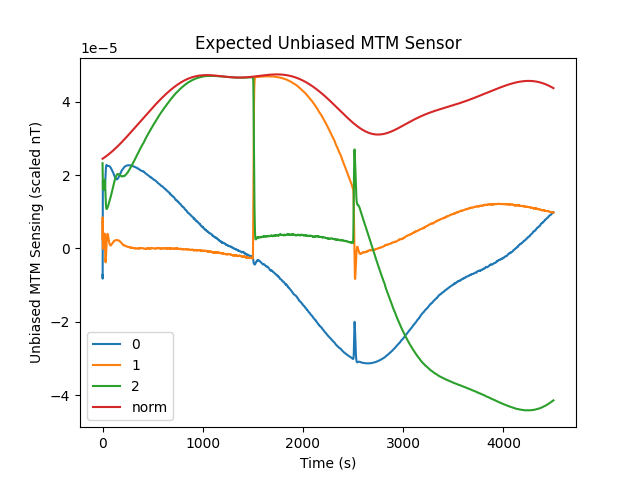 Expected Unbiased MTM Sensor
1e−5
Unbiased MTM Sensing (scaled nT)
4
2
0
−2
−4
0
1
2
norm
0 1000 2000 3000 4000
Time (s)